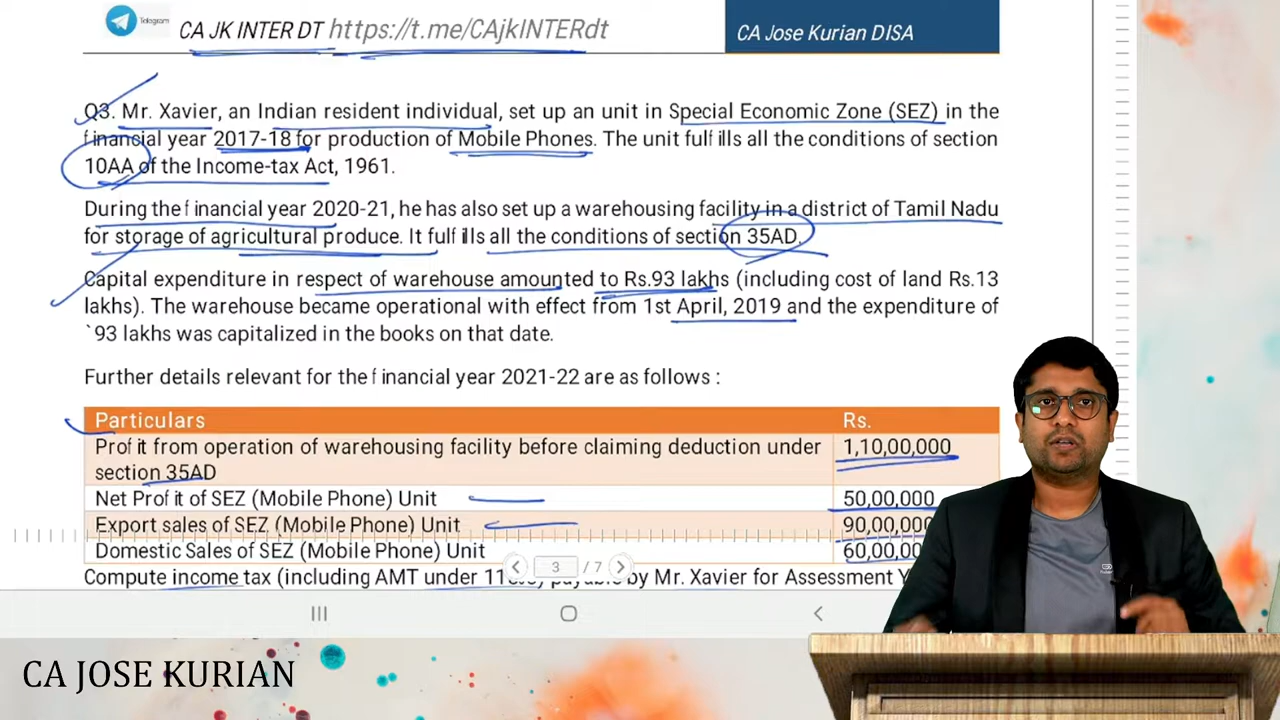 Telegram
CA JK INTER DT https://t.me/CAjkINTERdt
CA Jose Kurian DISA
Q3. Mr. Xavier, an Indian resident individual, set up a unit in Special Economic Zone (SEZ) in the
financial year 2017-18 for production of Mobile Phones. The unit fulfills all the conditions of section
10AA of the Income-tax Act, 1961.
During the financial year 2020-21, it has also set up a warehousing facility in a district of Tamil Nadu
for storage of agricultural produce. It fulfills all the conditions of section 35AD.
Capital expenditure in respect of warehouse amounts to Rs.93 lakhs (including cost of land Rs.13
lakhs). The warehouse became operational with effect from 1st April, 2019 and the expenditure of
`93 lakhs was capitalized in the books on that date.
Further details relevant for the financial year 2021-22 are as follows :
Particulars Rs.
Profit from operation of warehousing facility before claiming deduction under 110,00,000
section 35AD
Net Profit of SEZ (Mobile Phone) Unit 50,00,000
Export sales of SEZ (Mobile Phone) Unit 90,00,000
Domestic Sales of SEZ (Mobile Phone) Unit 60,00,
3 / 7
Compute income tax (including AMT under payable by Mr. Xavier for Assessment
CA JOSE KURIAN